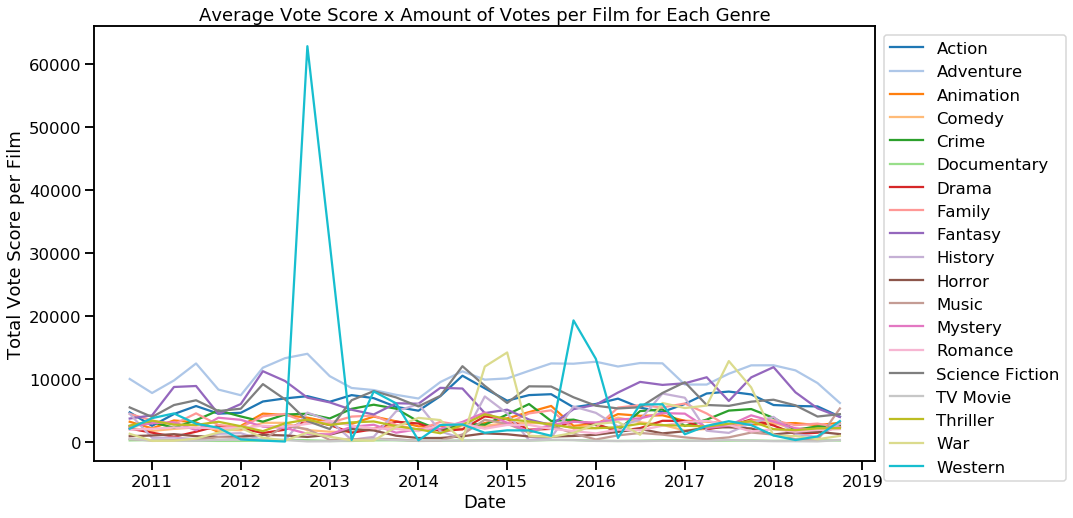 Average Vote Score x Amount of Votes per Film for Each Genre
Total Vote Score per Film
60000
50000
40000
30000
20000
10000
0
2011 2012 2013 2014 2015 2016 2017 2018 2019
Date
Action
Adventure
Animation
Comedy
Crime
Documentary
Drama
Family
Fantasy
History
Horror
Music
Mystery
Romance
Science Fiction
TV Movie
Thriller
War
Western